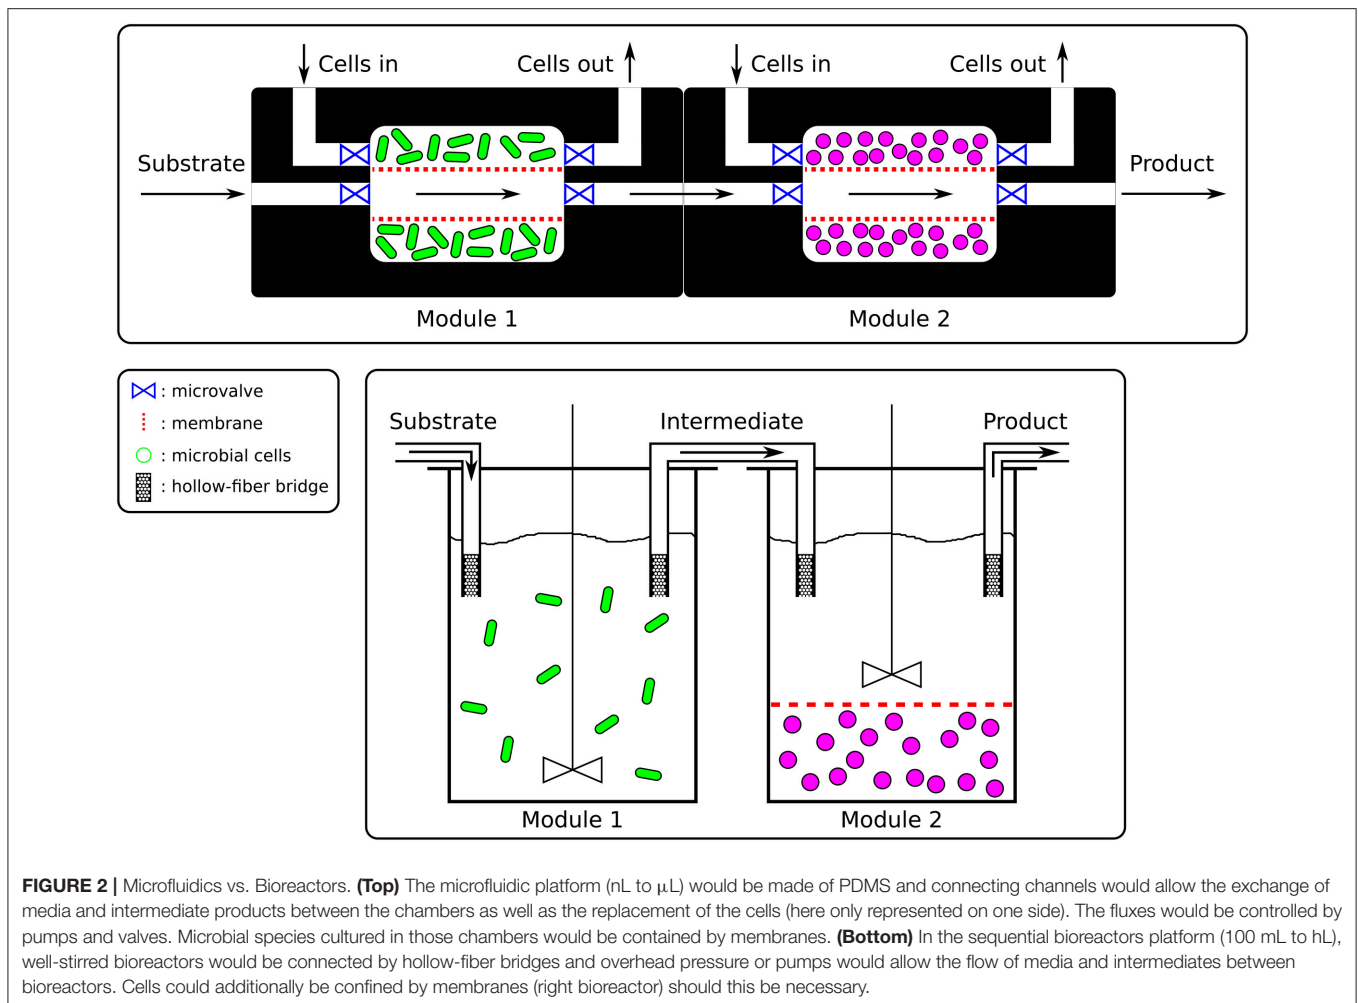 Cells in
Cells out
Cells in
Cells out
Substrate
Product
Module 1
Module 2
: microvalve
: membrane
: microbial cells
: hollow-fiber bridge
Substrate
Intermediate
Product
Module 1
Module 2
FIGURE 2 | Microfluidics vs. Bioreactors. (Top) The microfluidic platform (nL to μL) would be made of PDMS and connecting channels would allow the exchange of
media and intermediate products between the chambers as well as the replacement of the cells (here only represented on one side). The fluxes would be controlled by
pumps and valves. Microbial species cultured in those chambers would be contained by membranes. (Bottom) In the sequential bioreactors platform (100 mL to hL),
well-stirred bioreactors would be connected by hollow-fiber bridges and overhead pressure or pumps would allow the flow of media and intermediates between
bioreactors. Cells could additionally be confined by membranes (right bioreactor) should this be necessary.